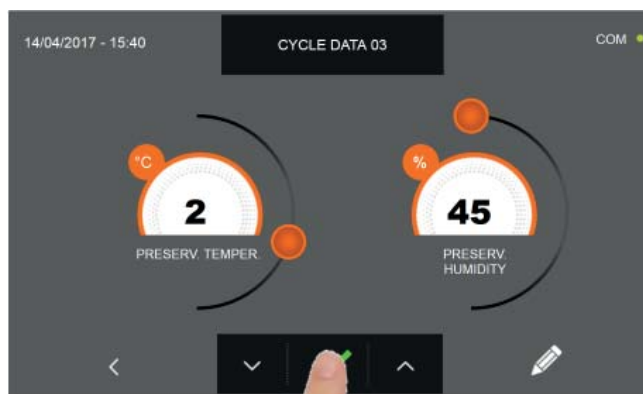 14/04/2017 - 15:40
CYCLE DATA 03
COM
°C
%
2
45
PRESERV. TEMPER.
PRESERV.
HUMIDITY